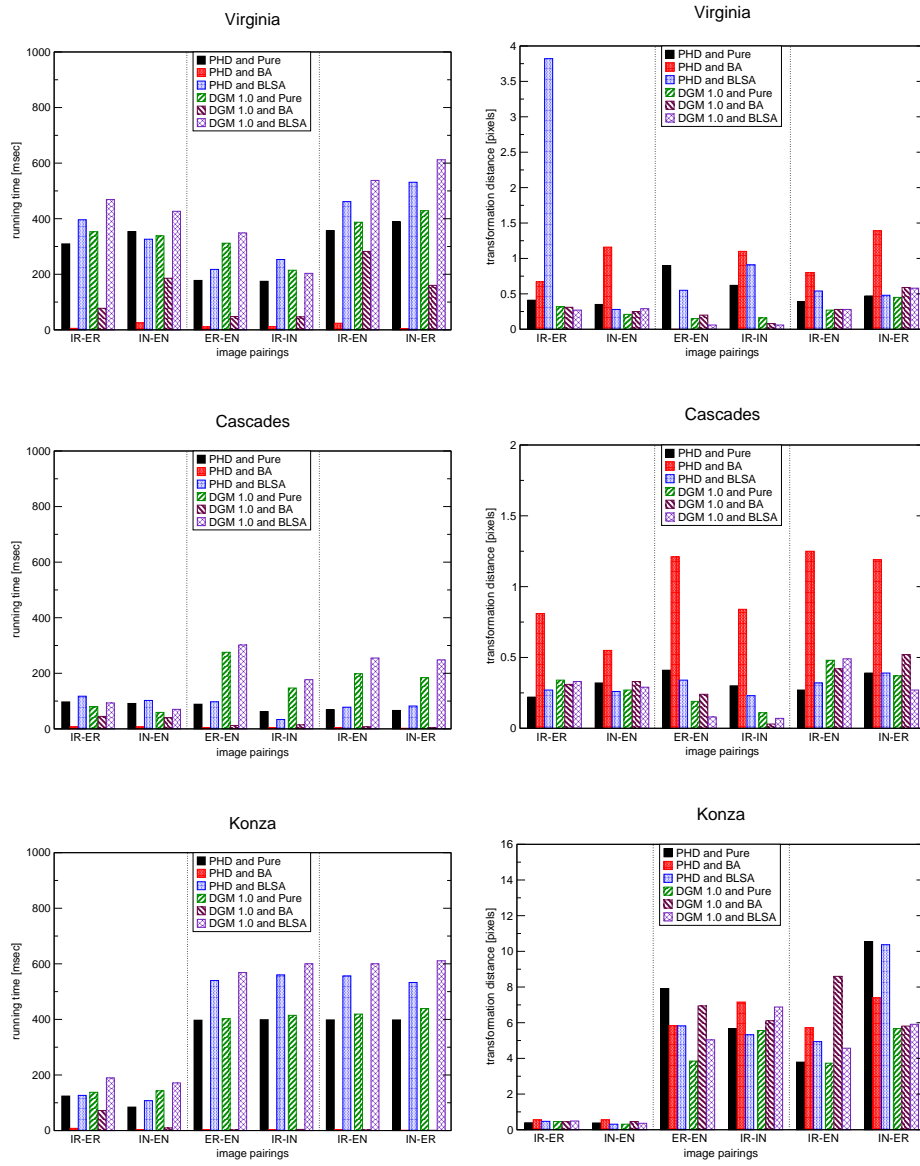 Virginia
1000
800
600
400
200
0
running time [msec]
PHD and Pure
PHD and BA
PHD and BLSA
DGM 1.0 and Pure
DGM 1.0 and BA
DGM 1.0 and BLSA
IR-ER IN-EN ER-EN IR-IN IR-EN IN-ER
image pairings
Virginia
4
3.5
3
2.5
2
1.5
1
0.5
0
transformation distance [pixels]
PHD and Pure
PHD and BA
PHD and BLSA
DGM 1.0 and Pure
DGM 1.0 and BA
DGM 1.0 and BLSA
IR-ER IN-EN ER-EN IR-IN IR-EN IN-ER
image pairings
Cascades
1000
800
600
400
200
0
running time [msec]
PHD and Pure
PHD and BA
PHD and BLSA
DGM 1.0 and Pure
DGM 1.0 and BA
DGM 1.0 and BLSA
IR-ER IN-EN ER-EN IR-IN IR-EN IN-ER
image pairings
Cascades
2
1.5
1
0.5
0
transformation distance [pixels]
PHD and Pure
PHD and BA
PHD and BLSA
DGM 1.0 and Pure
DGM 1.0 and BA
DGM 1.0 and BLSA
IR-ER IN-EN ER-EN IR-IN IR-EN IN-ER
image pairings
Konza
1000
800
600
400
200
0
running time [msec]
PHD and Pure
PHD and BA
PHD and BLSA
DGM 1.0 and Pure
DGM 1.0 and BA
DGM 1.0 and BLSA
IR-ER IN-EN ER-EN IR-IN IR-EN IN-ER
image pairings
Konza
16
14
12
10
8
6
4
2
0
transformation distance [pixels]
PHD and Pure
PHD and BA
PHD and BLSA
DGM 1.0 and Pure
DGM 1.0 and BA
DGM 1.0 and BLSA
IR-ER IN-EN ER-EN IR-IN IR-EN IN-ER
image pairings